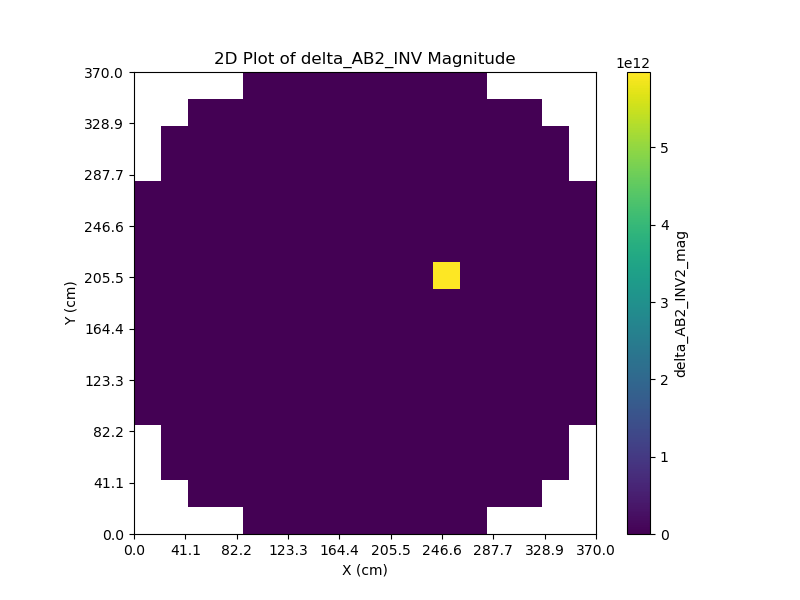 2D Plot of delta_AB2_INV Magnitude
1e12
370.0
328.9
287.7
246.6
205.5
164.4
123.3
82.2
41.1
0.0
Y (cm)
0.0 41.1 82.2 123.3 164.4 205.5 246.6 287.7 328.9 370.0
X (cm)
5
4
3
2
1
0
delta_AB2_INV2_mag